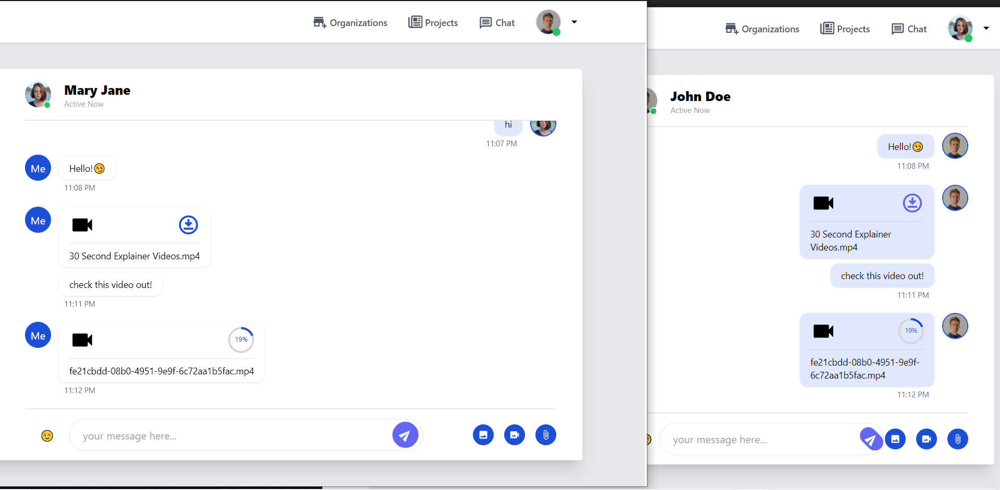 Organizations Projects Chat
Mary Jane
Active Now
hi
11:07 PM
Me
Hello!😏
11:08 PM
Me
30 Second Explainer Videos.mp4
check this video out!
11:11 PM
Me
19%
fe21cbdd-08b0-4951-9e9f-6c72aa1b5fac.mp4
11:12 PM
your message here...
Organizations Projects Chat
John Doe
Active Now
Hello!😏
11:08 PM
30 Second Explainer
Videos.mp4
check this video out!
11:11 PM
19%
fe21cbdd-08b0-4951-9e9f-
6c72aa1b5fac.mp4
11:12 PM
your message here...